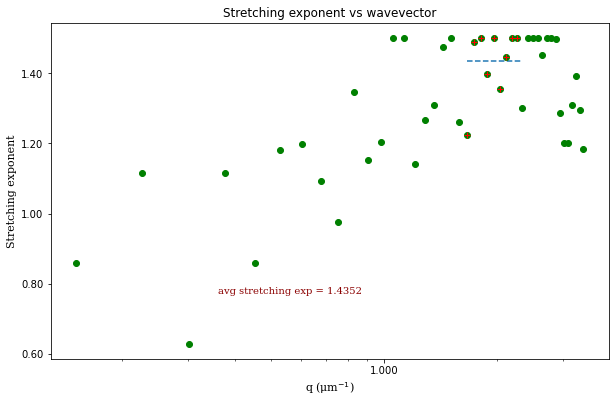 Stretching exponent vs wavevector
Stretching exponent
1.40
1.20
1.00
0.80
0.60
avg stretching exp = 1.4352
1.000
q (μm⁻¹)